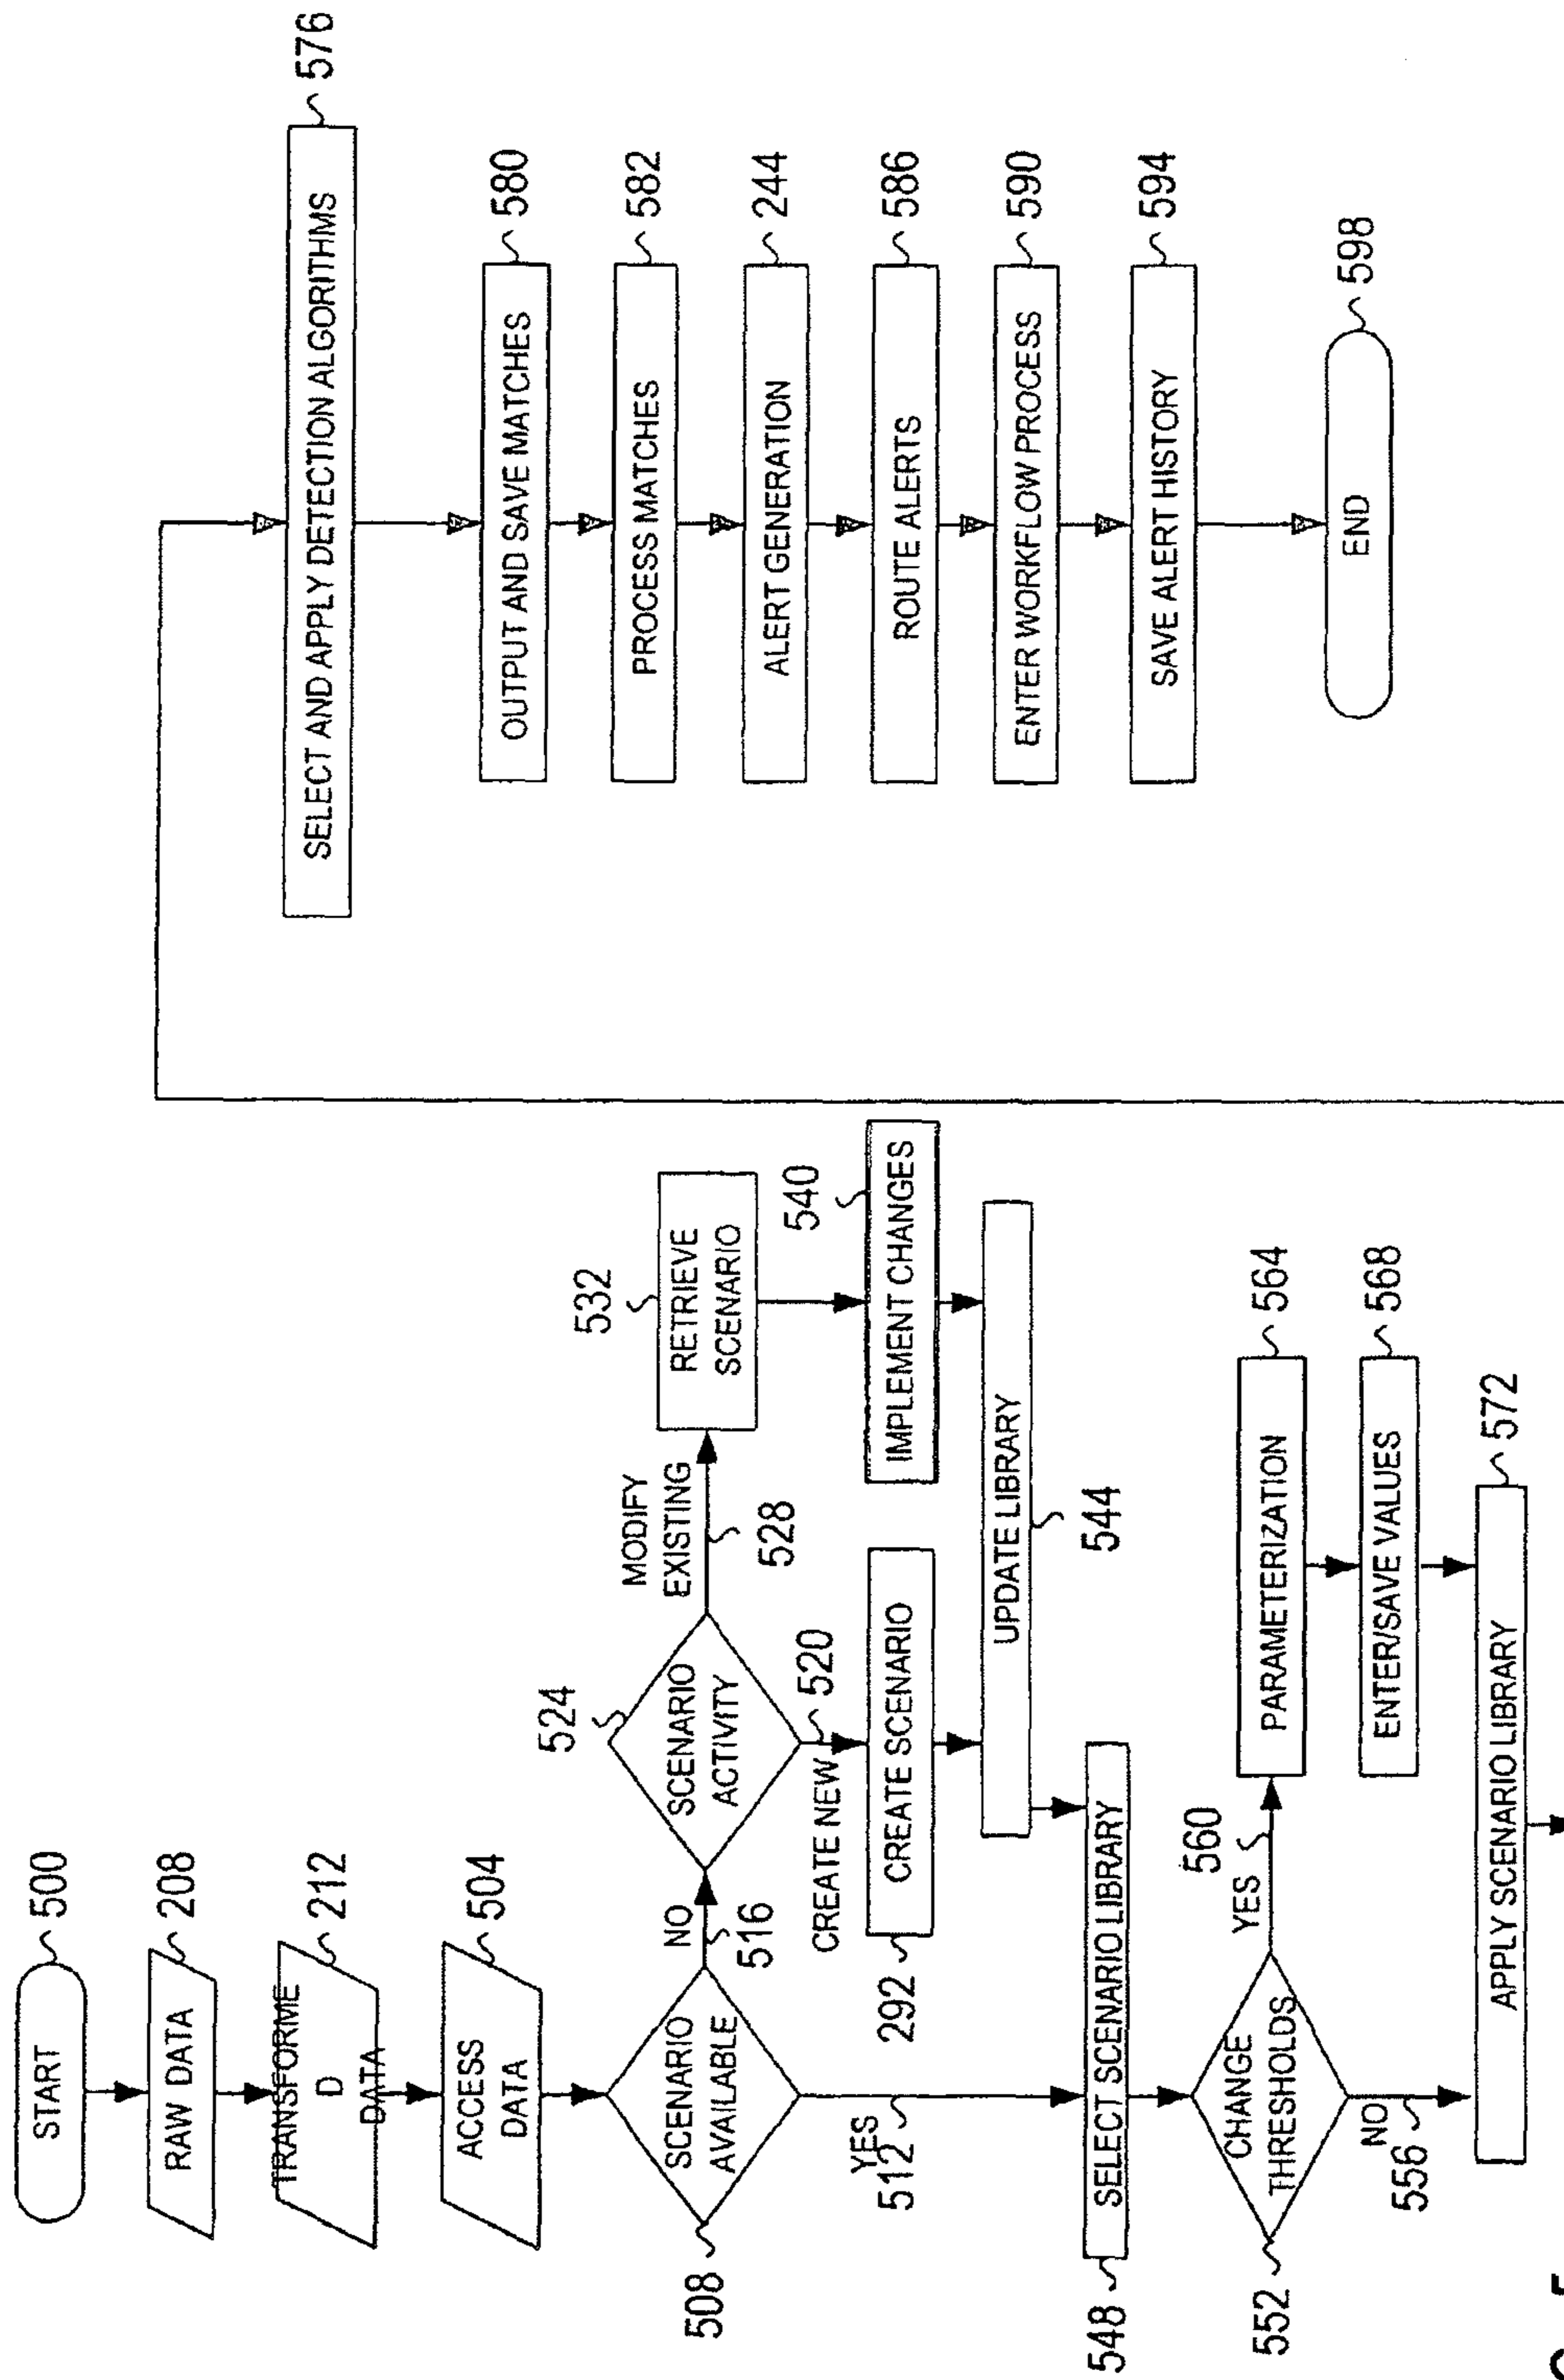 START
500
RAW DATA
208
TRANSFORME
D
DATA
212
ACCESS
DATA
504
SCENARIO
AVAILABLE
508
NO
516
YES
512
SCENARIO
ACTIVITY
524
MODIFY
EXISTING
528
CREATE NEW
520
RETRIEVE
SCENARIO
532
CREATE SCENARIO
292
IMPLEMENT CHANGES
540
UPDATE LIBRARY
544
SELECT SCENARIO LIBRARY
548
CHANGE
THRESHOLDS
552
YES
560
NO
556
PARAMETERIZATION
564
ENTER/SAVE VALUES
568
APPLY SCENARIO LIBRARY
572
SELECT AND APPLY DETECTION ALGORITHMS
576
OUTPUT AND SAVE MATCHES
580
PROCESS MATCHES
582
ALERT GENERATION
244
ROUTE ALERTS
586
ENTER WORKFLOW PROCESS
590
SAVE ALERT HISTORY
594
END
598